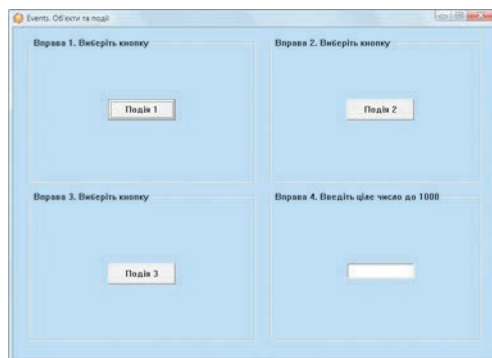 Events. Об'єкти та події
Вправа 1. Виберіть кнопку
Вправа 2. Виберіть кнопку
Подія 1
Подія 2
Вправа 3. Виберіть кнопку
Вправа 4. Введіть ціле число до 1000
Подія 3